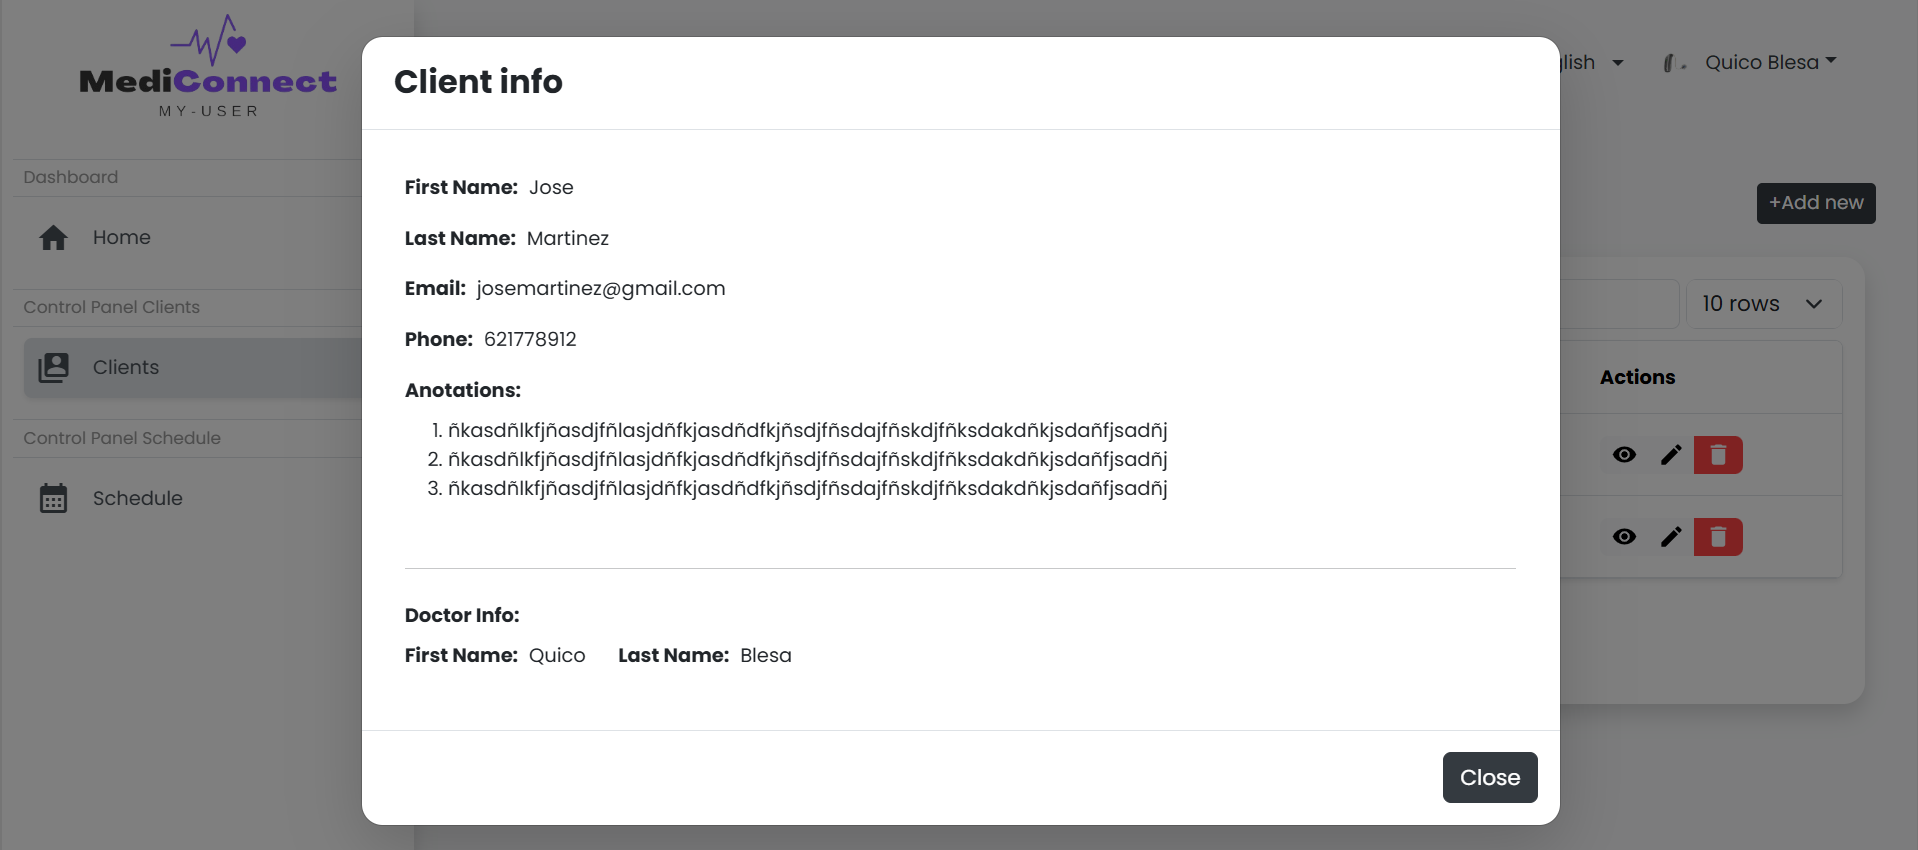 MediConnect
MY-USER
Dashboard
Home
Control Panel Clients
Clients
Control Panel Schedule
Schedule
Client info
First Name: Jose
Last Name: Martinez
Email: josemartinez@gmail.com
Phone: 621778912
Anotations:
1. ñkasdñlkfjñasdjfñlasjdñfkjasdñdfkjñsdjfñsdajfñskdjfñksdakdñkjsdañfjsadñj
2. ñkasdñlkfjñasdjfñlasjdñfkjasdñdfkjñsdjfñsdajfñskdjfñksdakdñkjsdañfjsadñj
3. ñkasdñlkfjñasdjfñlasjdñfkjasdñdfkjñsdjfñsdajfñskdjfñksdakdñkjsdañfjsadñj
Doctor Info:
First Name: Quico Last Name: Blesa
Close
Quico Blesa
+Add new
10 rows
Actions